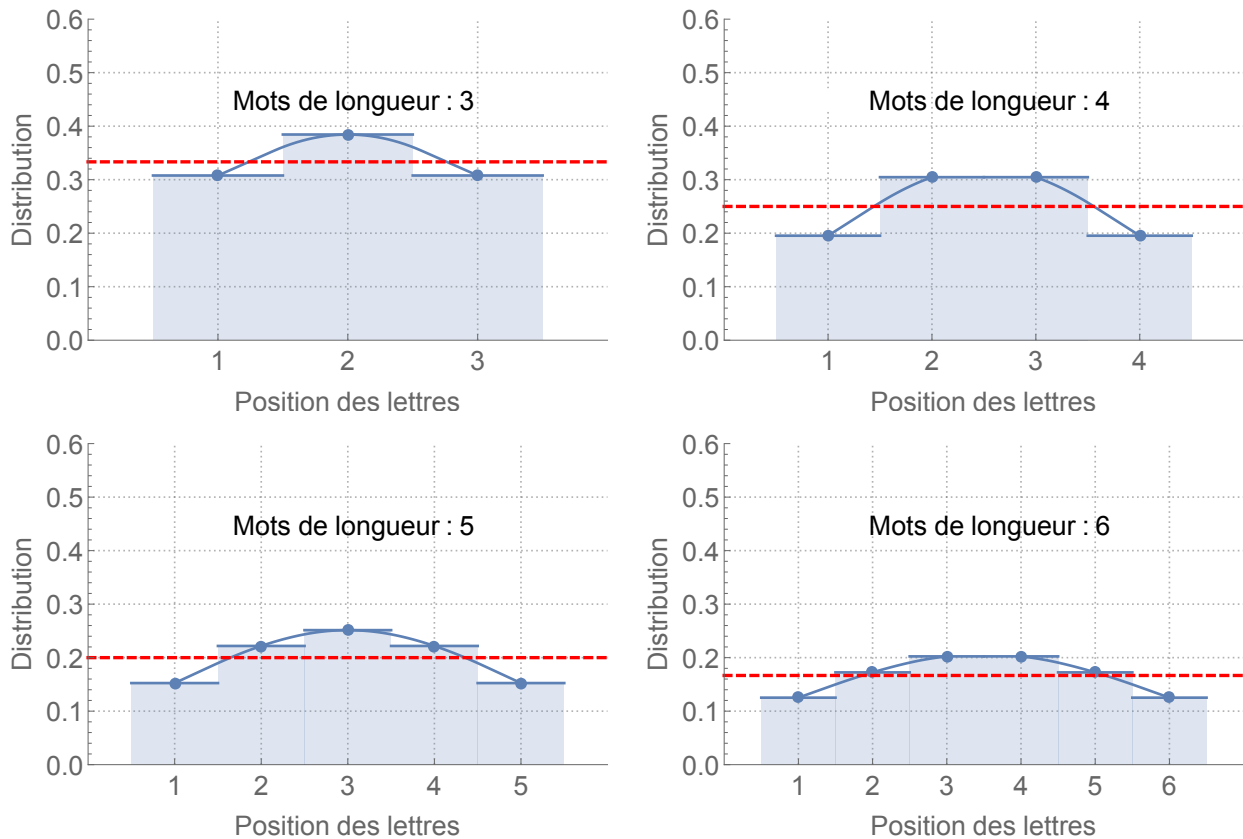 0.6
0.5
Mots de longueur : 3
0.4
0.3
0.2
0.1
0.0
Distribution
1 2 3
Position des lettres
0.6
0.5
Mots de longueur : 4
0.4
0.3
0.2
0.1
0.0
Distribution
1 2 3 4
Position des lettres
0.6
0.5
Mots de longueur : 5
0.4
0.3
0.2
0.1
0.0
Distribution
1 2 3 4 5
Position des lettres
0.6
0.5
Mots de longueur : 6
0.4
0.3
0.2
0.1
0.0
Distribution
1 2 3 4 5 6
Position des lettres